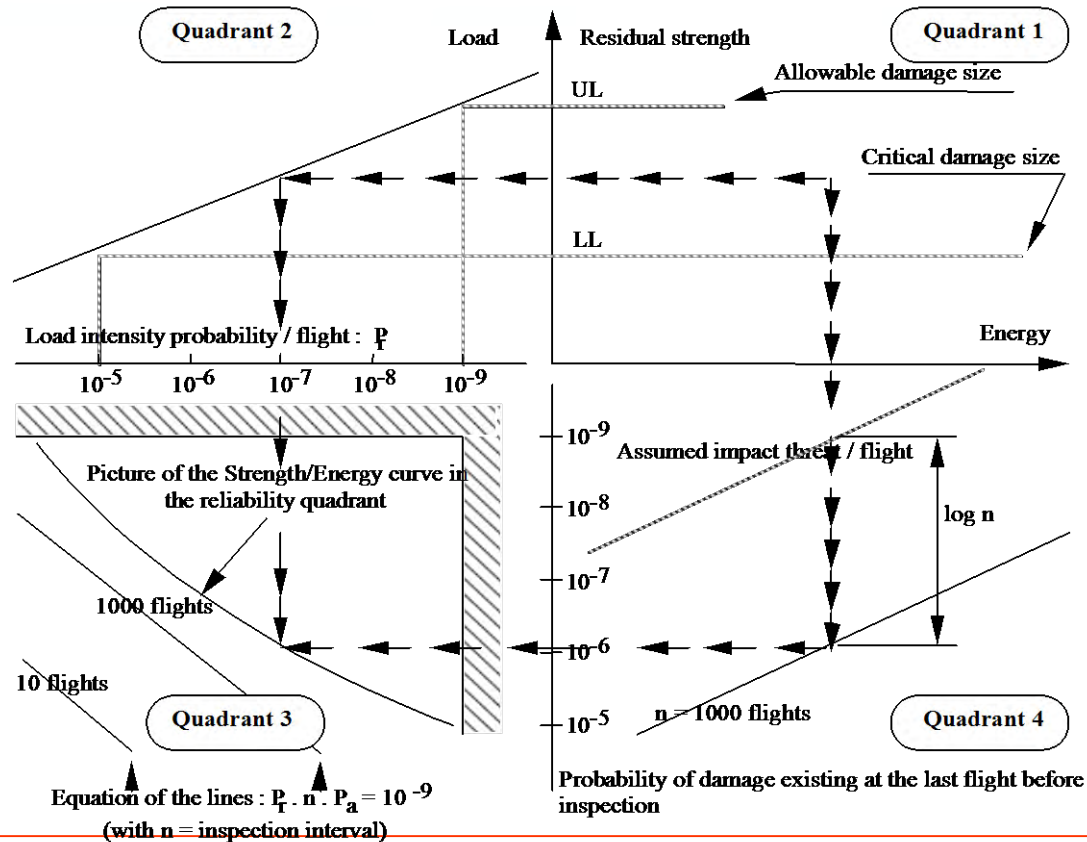 Quadrant 2
Load
Residual strength
Quadrant 1
UL
Allowable damage size
Critical damage size
LL
Load intensity probability / flight : Pr
Energy
10⁻⁵ 10⁻⁶ 10⁻⁷ 10⁻⁸ 10⁻⁹
10⁻⁹
Assumed impact threat / flight
Picture of the Strength/Energy curve in
the reliability quadrant
10⁻⁸
log n
10⁻⁷
1000 flights
10⁻⁶
10 flights
Quadrant 3
n = 1000 flights
Quadrant 4
10⁻⁵
Probability of damage existing at the last flight before
inspection
Equation of the lines : Pr . n . Pa = 10⁻⁹
(with n = inspection interval)